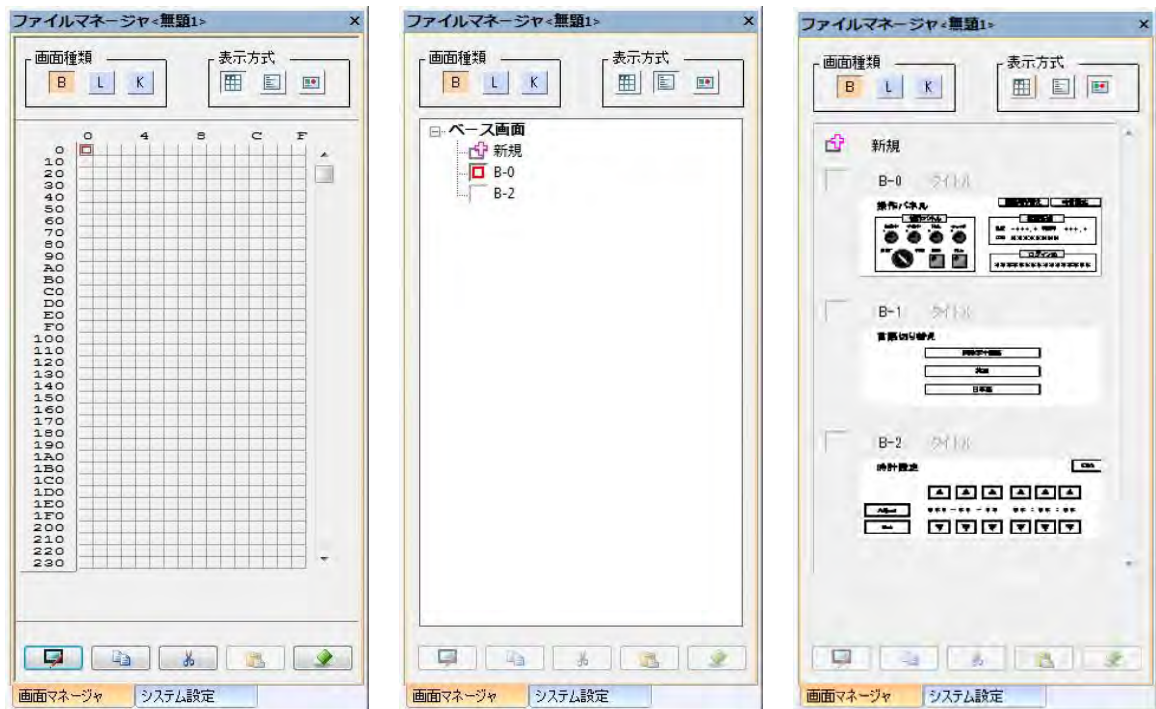 ファイルマネージャ<無題1> ×
画面種類 表示方式
B L K
0 4 8 C F
0
10
20
30
40
50
60
70
80
90
A0
B0
C0
D0
E0
F0
100
110
120
130
140
150
160
170
180
190
1A0
1B0
1C0
1D0
1E0
1F0
200
210
220
230
画面マネージャ システム設定
ファイルマネージャ<無題1> ×
画面種類 表示方式
B L K
ベース画面
新規
B-0
B-2
画面マネージャ システム設定
ファイルマネージャ<無題1> ×
画面種類 表示方式
B L K
新規
B-0 タイトル
操作パネル
B-1 タイトル
言語切り替え
日本語
B-2 タイトル
時計設定
画面マネージャ システム設定